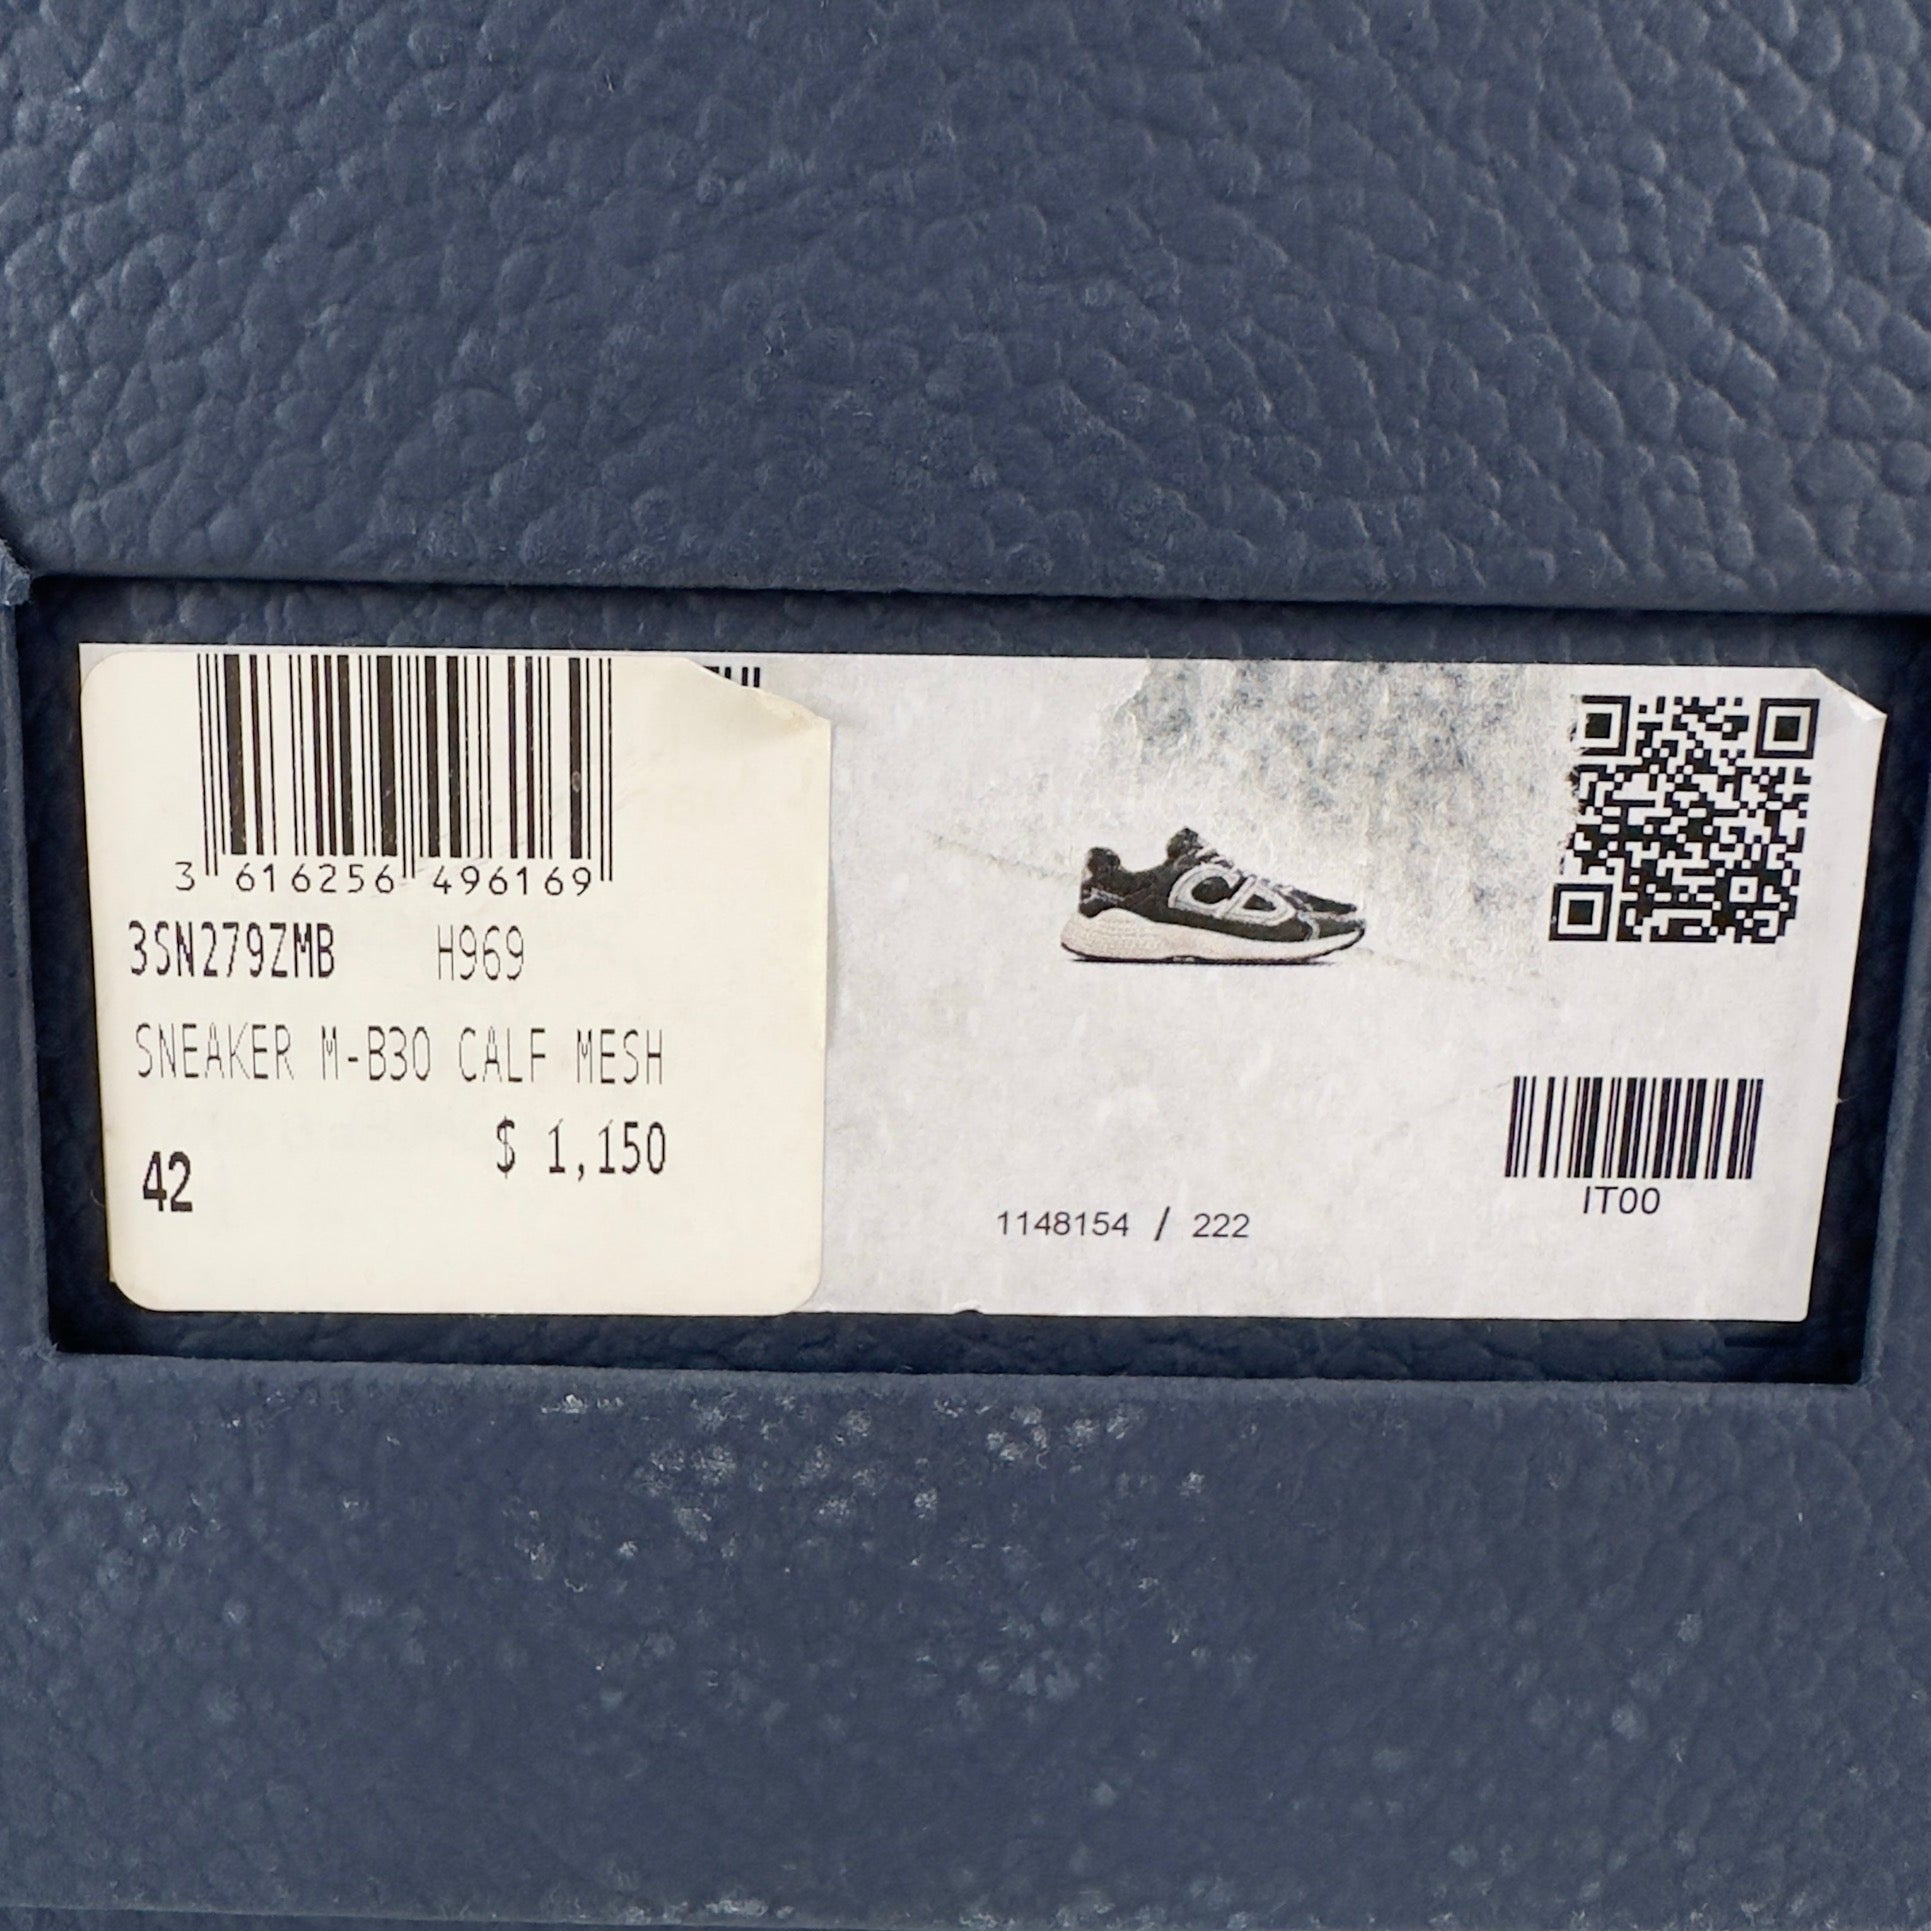 3 616256 496169
3SN279ZMB H969
SNEAKER M-B30 CALF MESH
$ 1,150
42
1148154 / 222
IT00